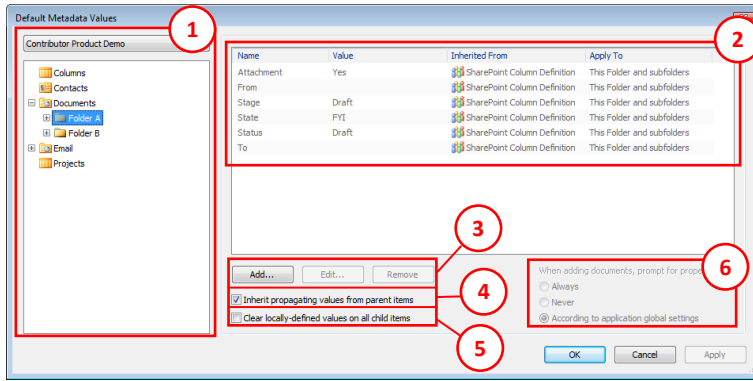 Default Metadata Values
1
Contributor Product Demo
Columns
Contacts
Documents
Folder A
Folder B
Email
Projects
2
Name Value Inherited From Apply To
Attachment Yes SharePoint Column Definition This Folder and subfolders
From SharePoint Column Definition This Folder and subfolders
Stage Draft SharePoint Column Definition This Folder and subfolders
State FYI SharePoint Column Definition This Folder and subfolders
Status Draft SharePoint Column Definition This Folder and subfolders
To SharePoint Column Definition This Folder and subfolders
3
Add... Edit... Remove
4
Inherit propagating values from parent items
Clear locally-defined values on all child items
5
6
When adding documents, prompt for
Always
Never
According to application global settings
OK Cancel Apply